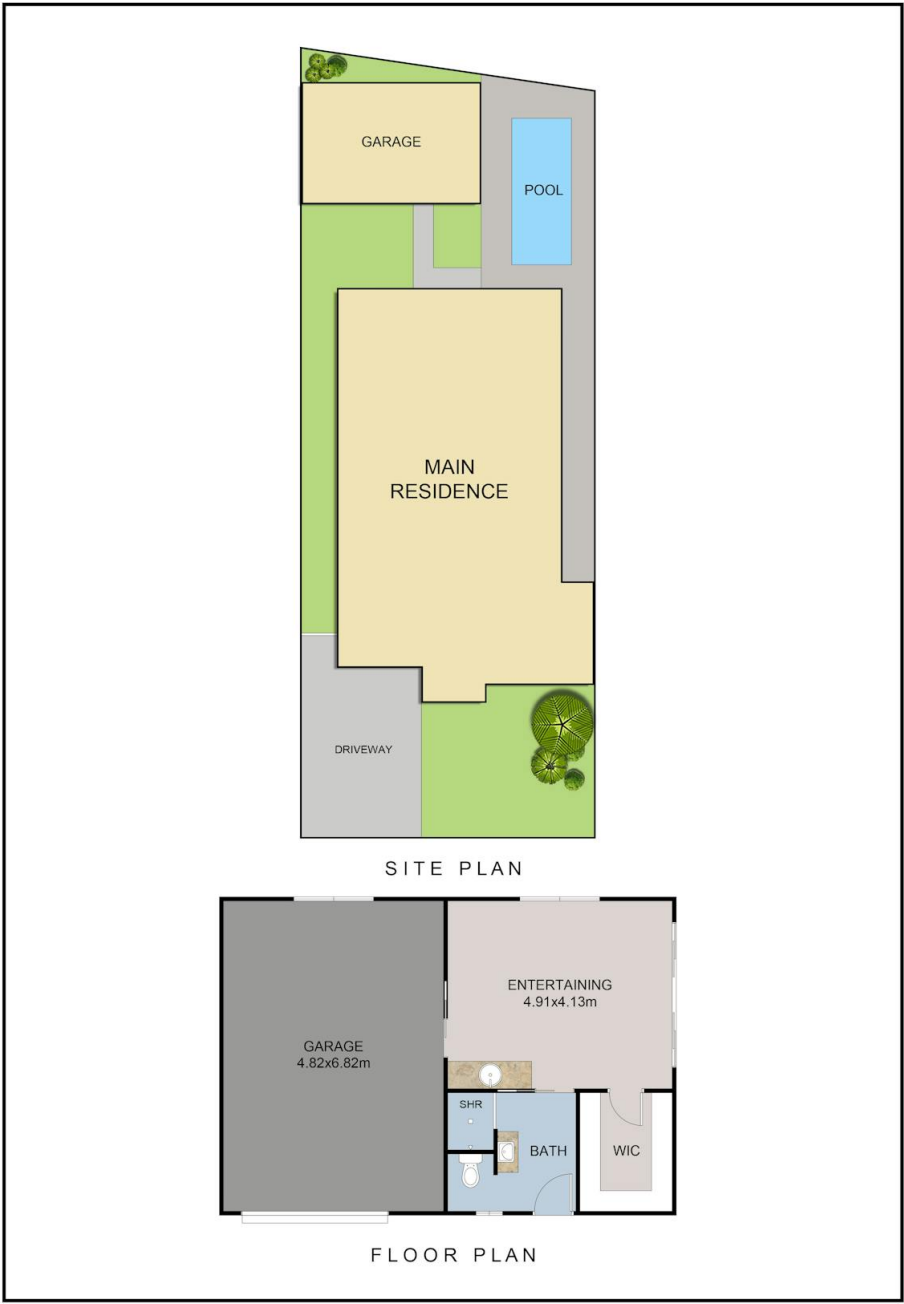 GARAGE
POOL
MAIN
RESIDENCE
DRIVEWAY
SITE PLAN
ENTERTAINING
4.91x4.13m
GARAGE
4.82x6.82m
SHR
BATH
WIC
FLOOR PLAN